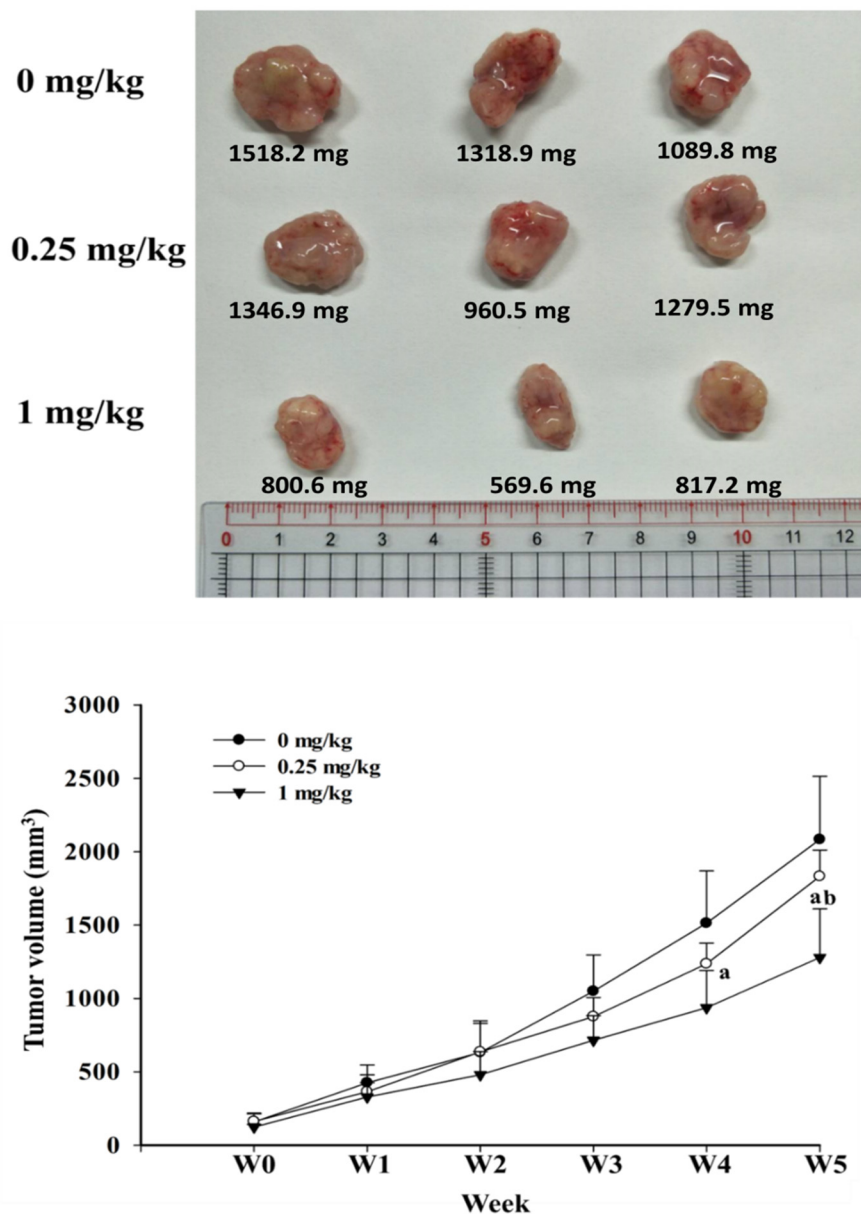 0 mg/kg
1518.2 mg 1318.9 mg 1089.8 mg
0.25 mg/kg
1346.9 mg 960.5 mg 1279.5 mg
1 mg/kg
800.6 mg 569.6 mg 817.2 mg
0 1 2 3 4 5 6 7 8 9 10 11 12
3000
2500
2000
1500
1000
500
0
Tumor volume (mm³)
0 mg/kg
0.25 mg/kg
1 mg/kg
ab
a
W0 W1 W2 W3 W4 W5
Week